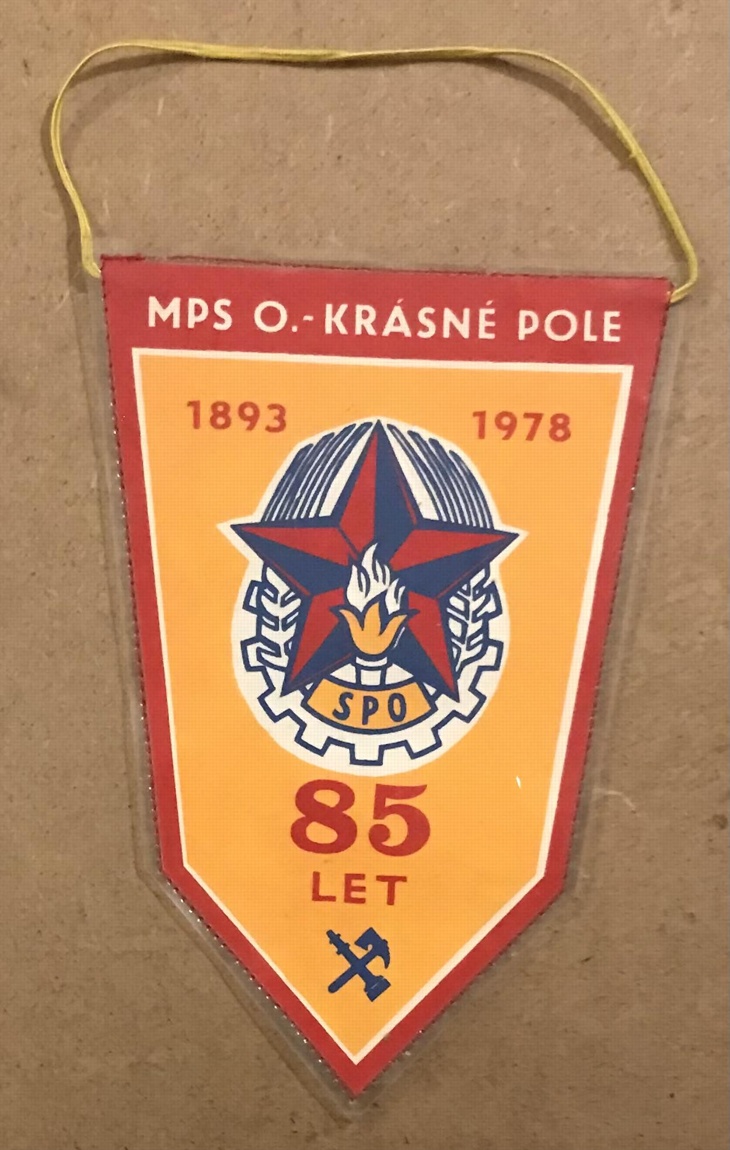 MPS O.-KRÁSNÉ POLE
1893 1978
SPO
85
LET